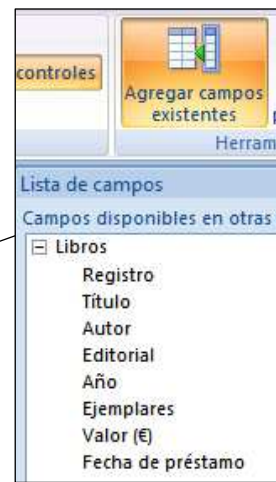 controles
Agregar campos
existentes
Herram
Lista de campos
Campos disponibles en otras
Libros
Registro
Título
Autor
Editorial
Año
Ejemplares
Valor (€)
Fecha de préstamo